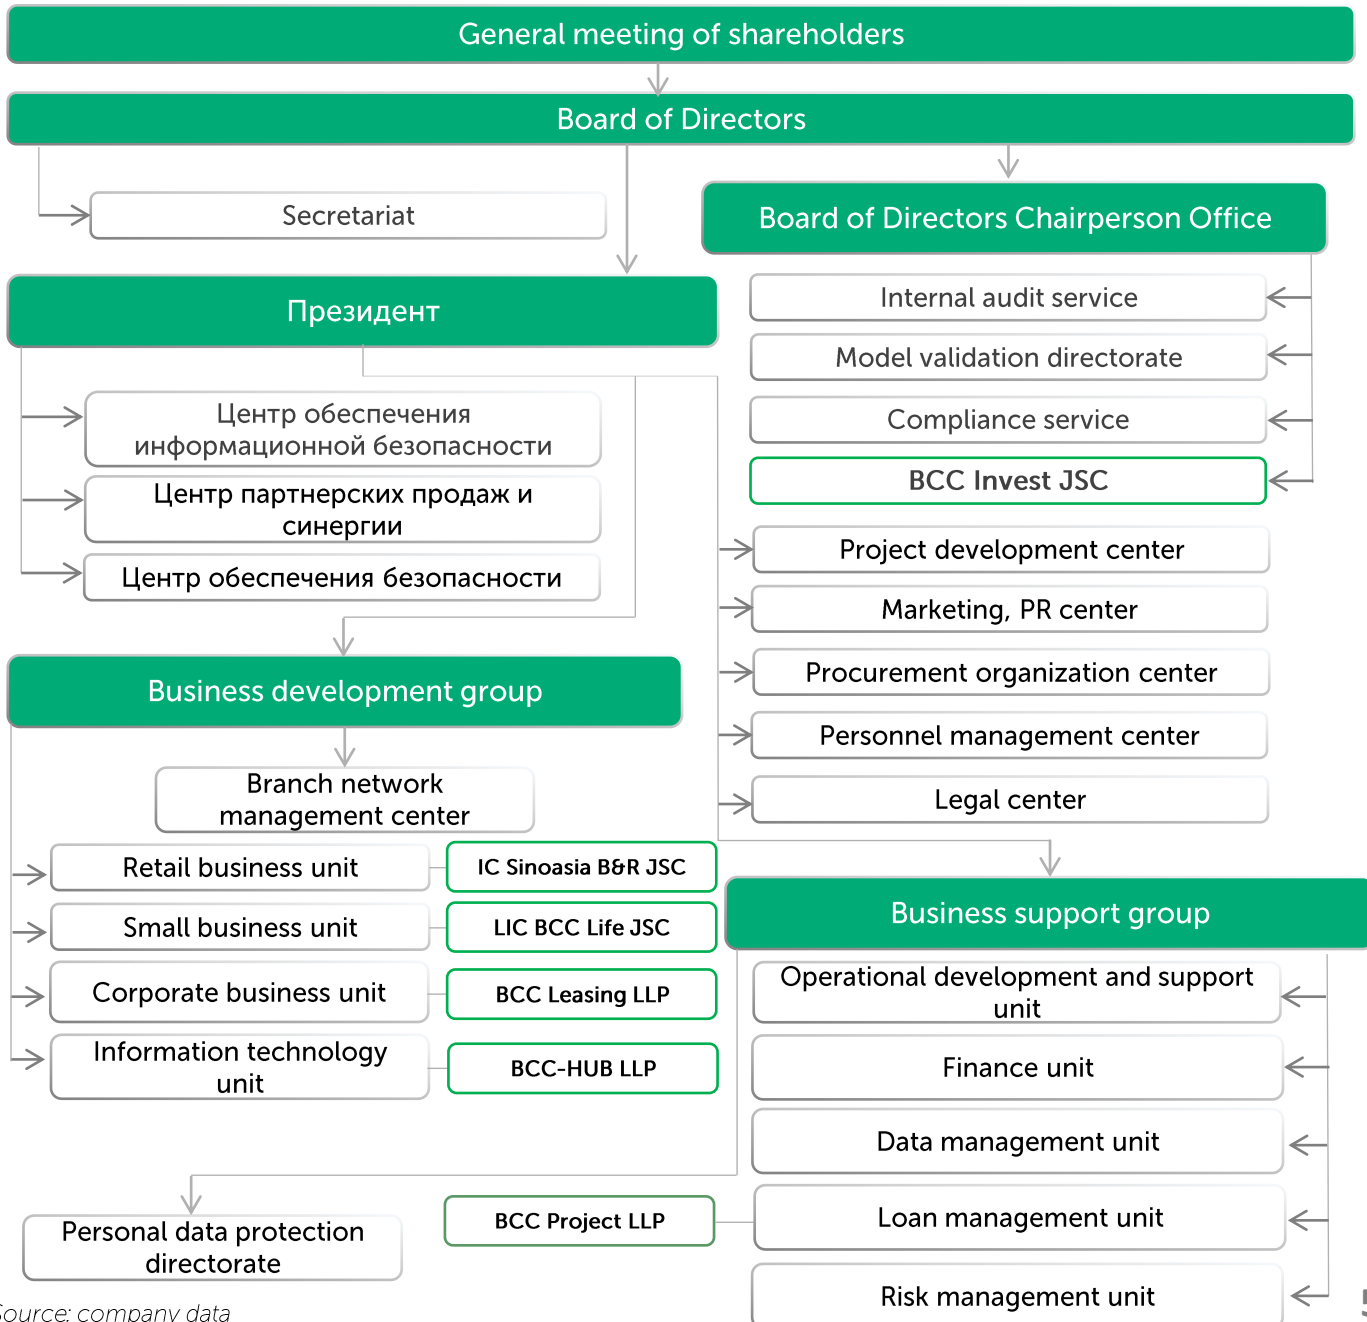 General meeting of shareholders
Board of Directors
Secretariat
Board of Directors Chairperson Office
Президент
Internal audit service
Model validation directorate
Compliance service
BCC Invest JSC
Центр обеспечения
информационной безопасности
Центр партнерских продаж и
синергии
Центр обеспечения безопасности
Project development center
Marketing, PR center
Procurement organization center
Personnel management center
Legal center
Business development group
Branch network
management center
Retail business unit
IC Sinoasia B&R JSC
Small business unit
LIC BCC Life JSC
Corporate business unit
BCC Leasing LLP
Information technology
unit
BCC-HUB LLP
Business support group
Operational development and support
unit
Finance unit
Data management unit
BCC Project LLP
Loan management unit
Personal data protection
directorate
Risk management unit
Source: company data
5